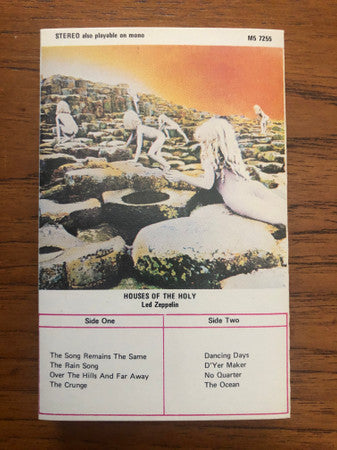 STEREO also playable on mono M5 7255
HOUSES OF THE HOLY
Led Zeppelin
Side One
The Song Remains The Same
The Rain Song
Over The Hills And Far Away
The Crunge
Side Two
Dancing Days
D'Yer Maker
No Quarter
The Ocean